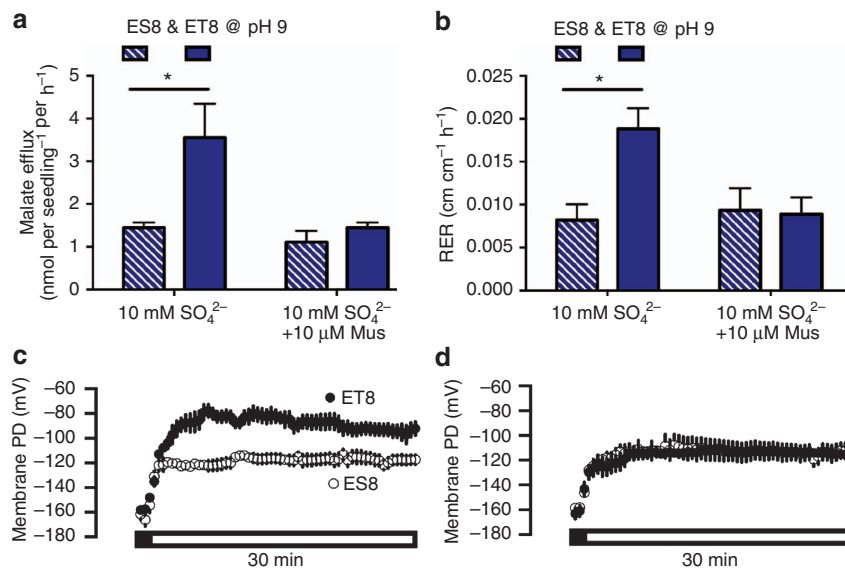 a
ES8 & ET8 @ pH 9
*
Malate efflux
(nmol per seedling⁻¹ per h⁻¹)
5
4
3
2
1
0
10 mM SO₄²⁻
10 mM SO₄²⁻
+10 μM Mus
b
ES8 & ET8 @ pH 9
*
RER (cm cm⁻¹ h⁻¹)
0.025
0.020
0.015
0.010
0.005
0.000
10 mM SO₄²⁻
10 mM SO₄²⁻
+10 μM Mus
c
Membrane PD (mV)
−60
−80
−100
−120
−140
−160
−180
ET8
ES8
30 min
d
Membrane PD (mV)
−60
−80
−100
−120
−140
−160
−180
30 min